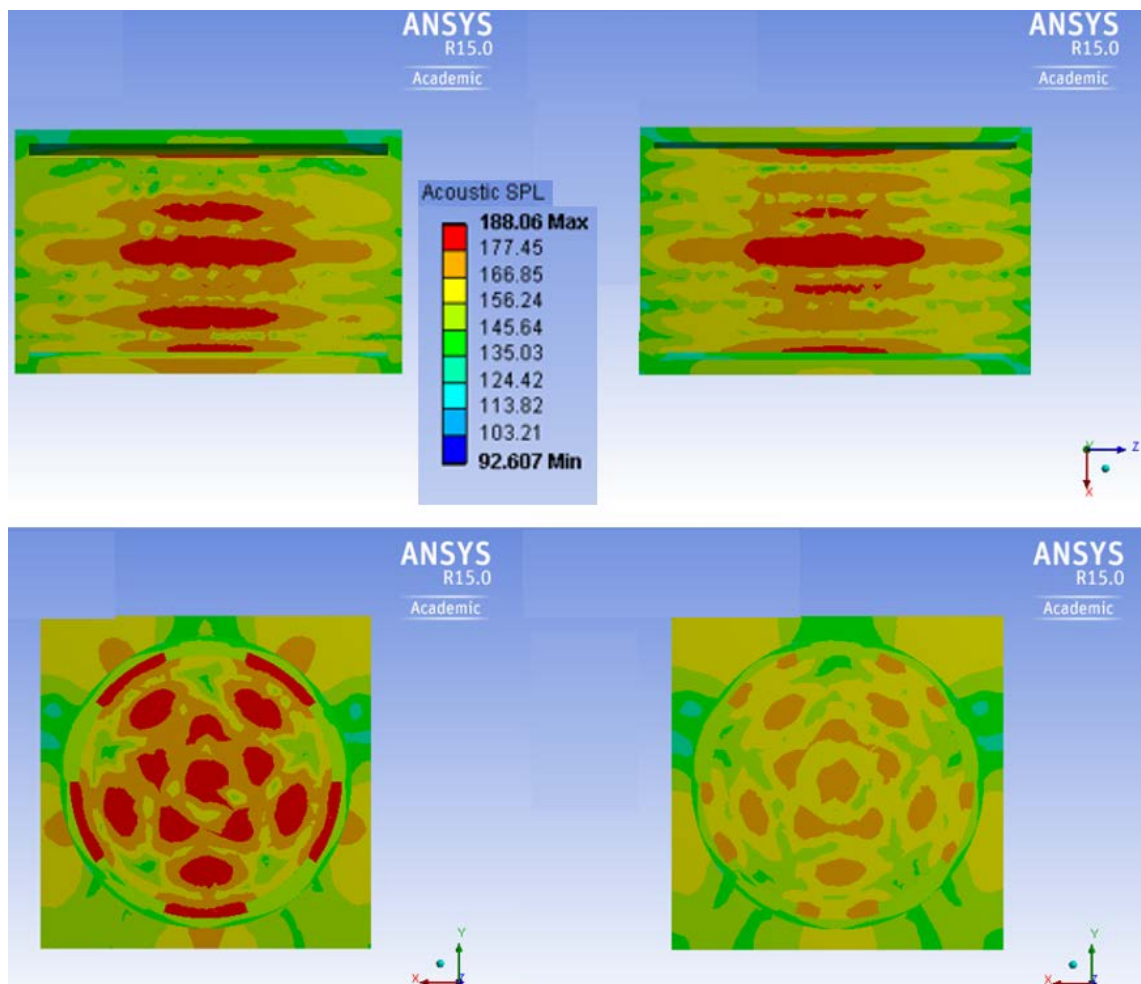 ANSYS
R15.0
Academic
ANSYS
R15.0
Academic
Acoustic SPL
188.06 Max
177.45
166.85
156.24
145.64
135.03
124.42
113.82
103.21
92.607 Min
Y
Z
X
ANSYS
R15.0
Academic
ANSYS
R15.0
Academic
Y
X
Z
Y
X
Z